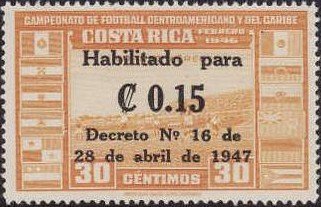 CAMPEONATO DE FOOTBALL CENTROAMERICANO Y DEL CARIBE
COSTA RICA FEBRERO 1946
Habilitado para
₡ 0.15
Decreto Nº 16 de
28 de abril de 1947
30 CÉNTIMOS 30